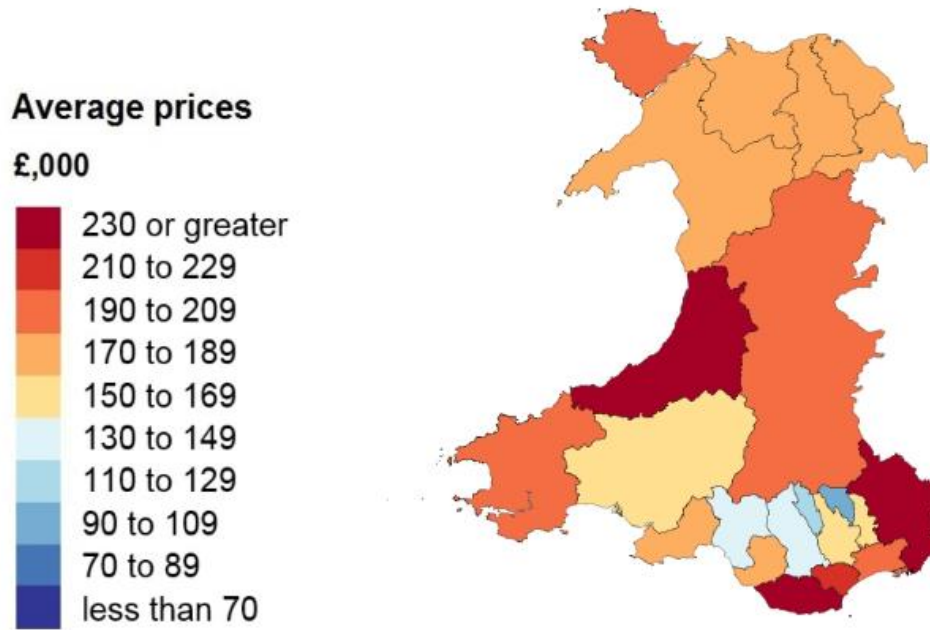 Average prices
£,000
230 or greater
210 to 229
190 to 209
170 to 189
150 to 169
130 to 149
110 to 129
90 to 109
70 to 89
less than 70